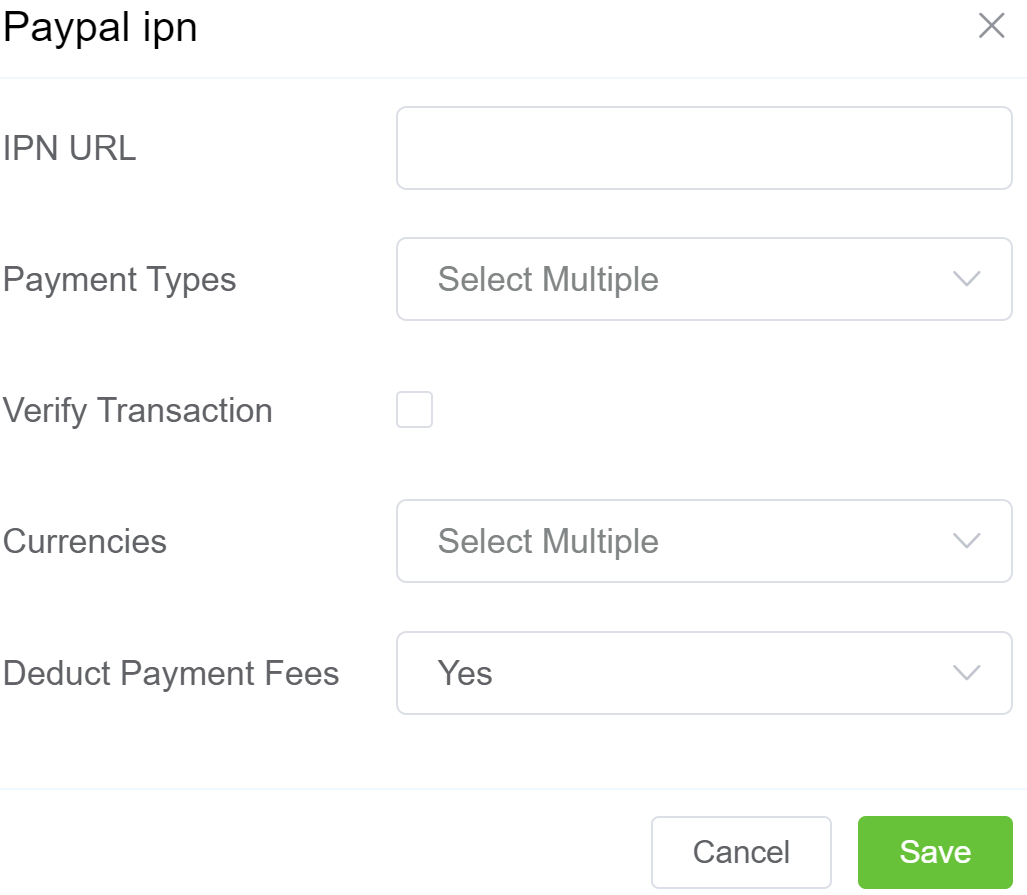 Paypal ipn
IPN URL
Payment Types
Select Multiple
Verify Transaction
Currencies
Select Multiple
Deduct Payment Fees
Yes
Cancel
Save